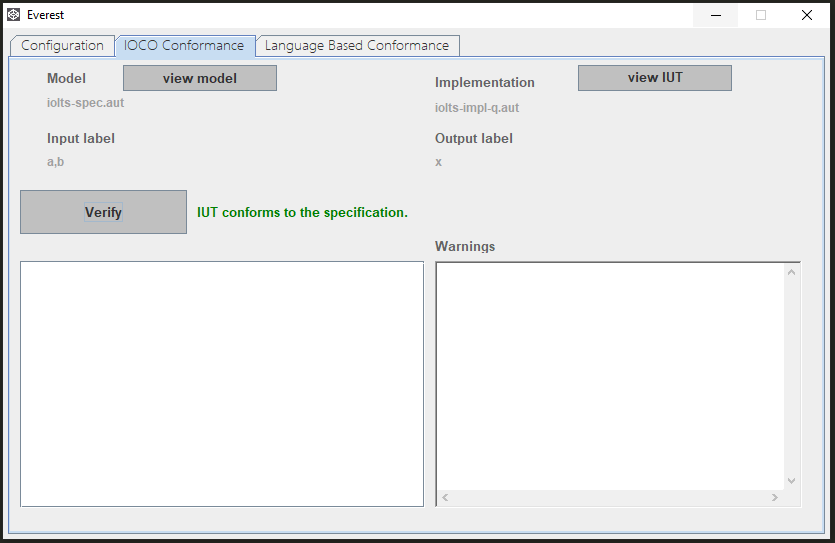 Everest
Configuration
IOCO Conformance
Language Based Conformance
Model
view model
iolts-spec.aut
Implementation
view IUT
iolts-impl-q.aut
Input label
a,b
Output label
x
Verify
IUT conforms to the specification.
Warnings